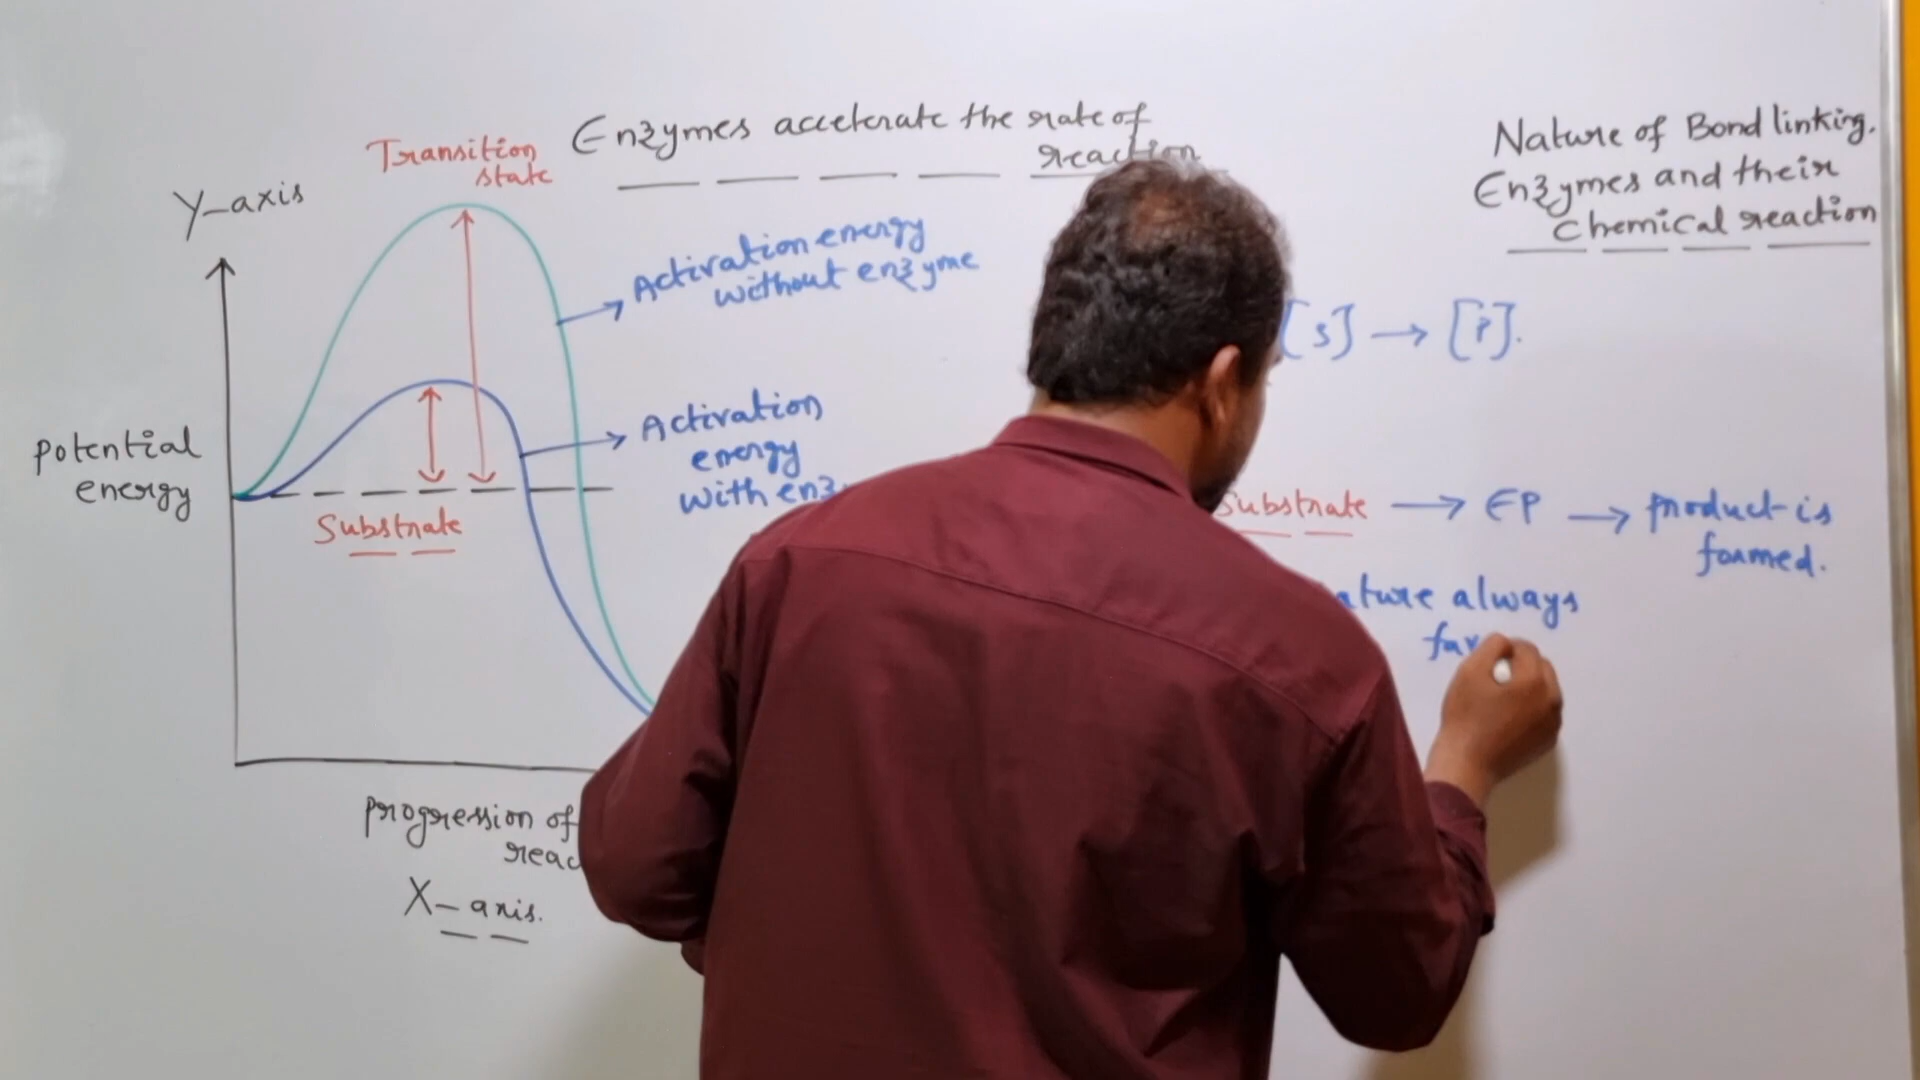 Enzymes accelerate the rate of
reaction
Transition
state
Y-axis
Activation energy
without enzyme
Activation
energy
with
Potential
energy
Substrate
Progression of
X-axis.
Nature of Bond linking.
Enzymes and their
chemical reaction
[S] → [P].
Substrate → EP → product is
formed.
always